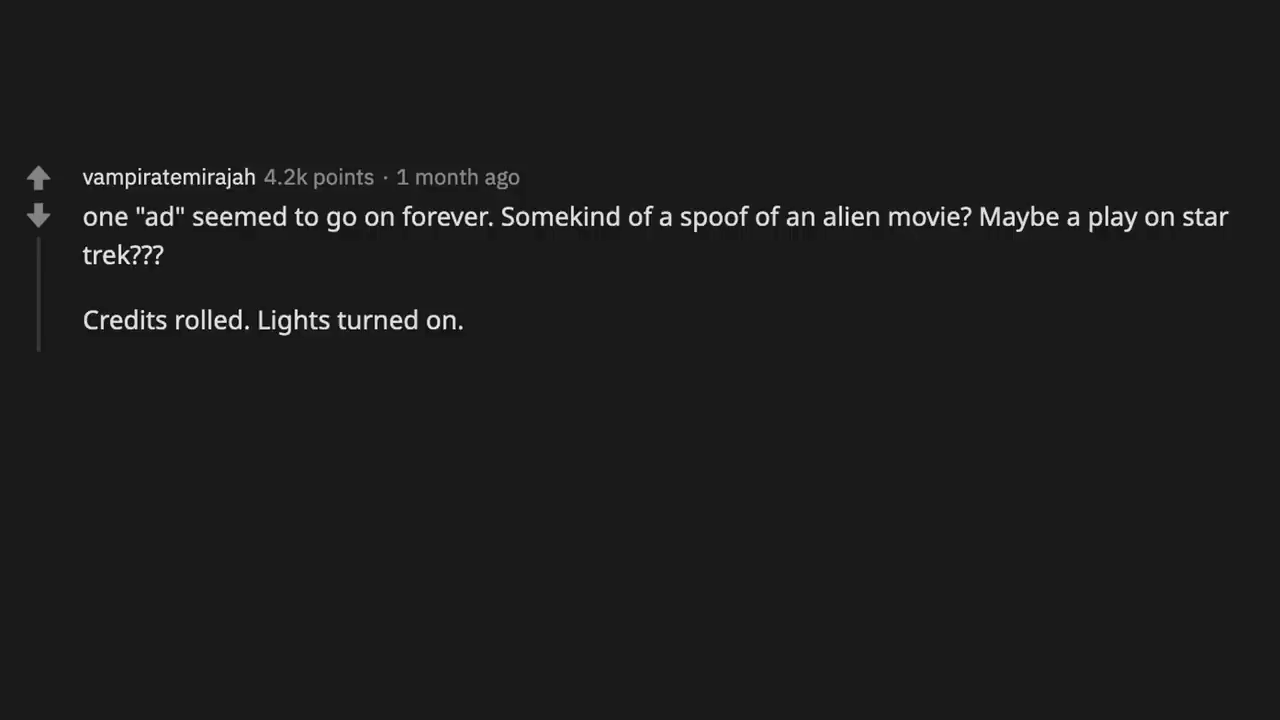 vampiratemirajah 4.2k points · 1 month ago
one "ad" seemed to go on forever. Somekind of a spoof of an alien movie? Maybe a play on star
trek???
Credits rolled. Lights turned on.